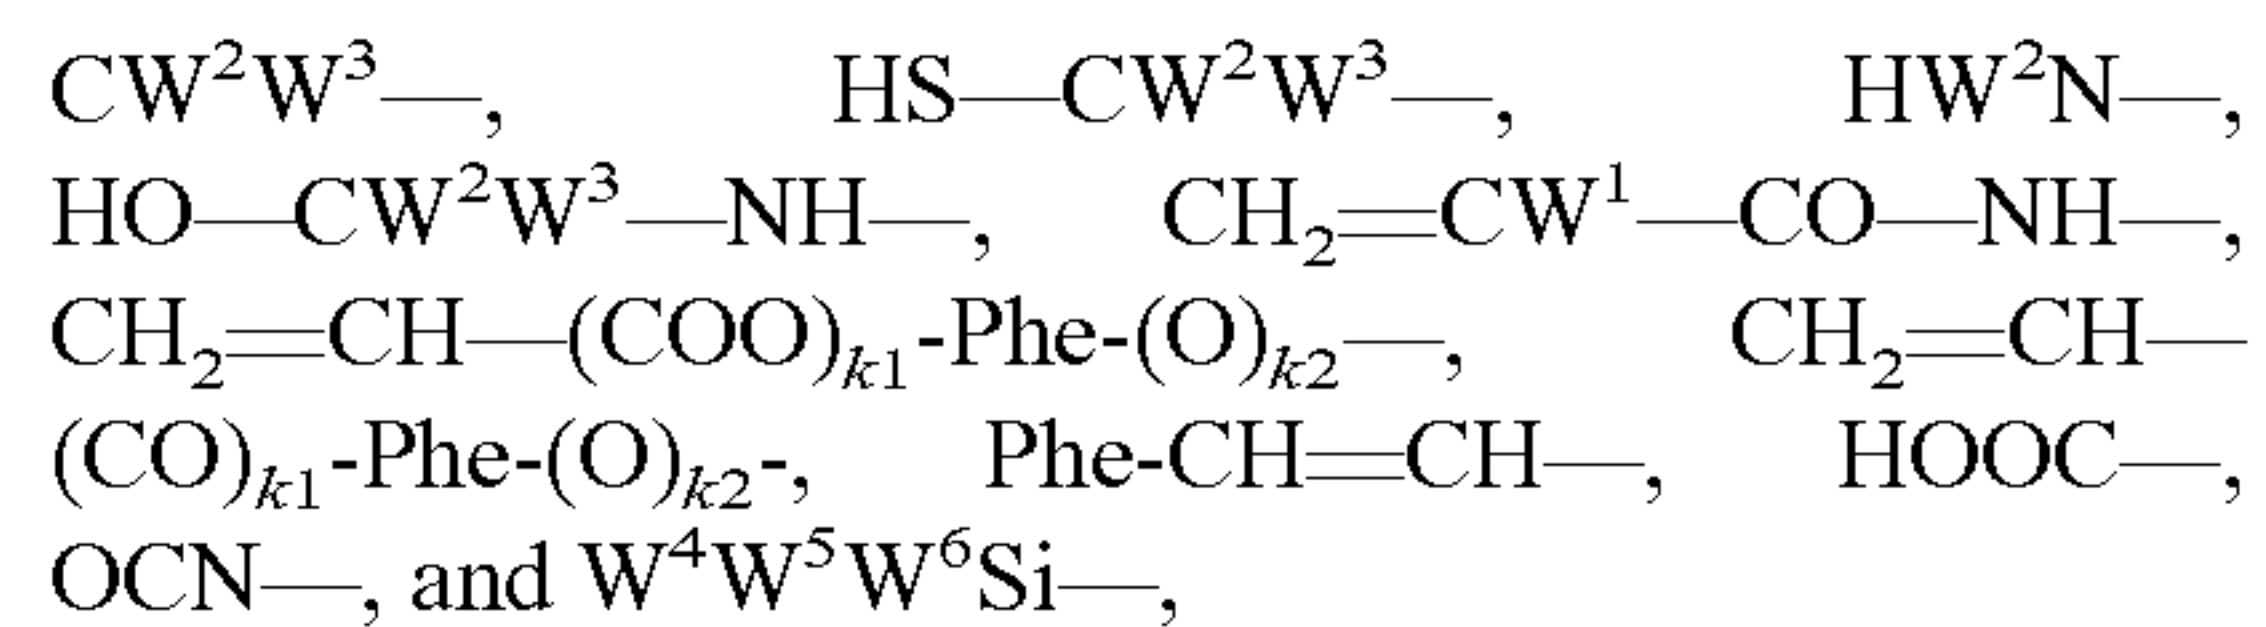 CW²W³—, HS—CW²W³—, HW²N—,
HO—CW²W³—NH—, CH₂=CW¹—CO—NH—,
CH₂=CH—(COO)ₖ₁-Phe-(O)ₖ₂—, CH₂=CH—
(CO)ₖ₁-Phe-(O)ₖ₂-, Phe-CH=CH—, HOOC—,
OCN—, and W⁴W⁵W⁶Si—,